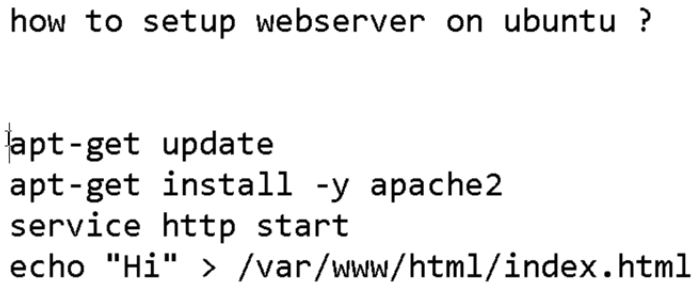 how to setup webserver on ubuntu ?
apt-get update
apt-get install -y apache2
service http start
echo "Hi" > /var/www/html/index.html